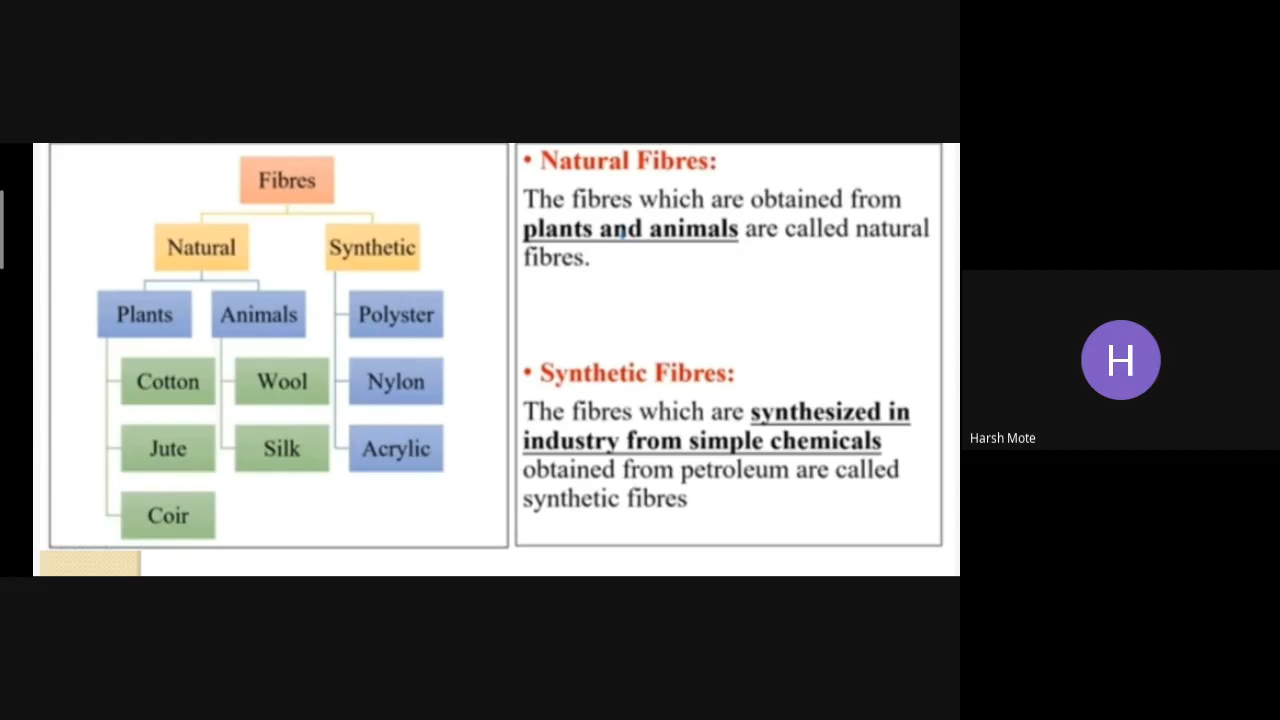 Fibres
Natural
Synthetic
Plants
Animals
Polyster
Cotton
Wool
Nylon
Jute
Silk
Acrylic
Coir
• Natural Fibres:
The fibres which are obtained from
plants and animals are called natural
fibres.
• Synthetic Fibres:
The fibres which are synthesized in
industry from simple chemicals
obtained from petroleum are called
synthetic fibres
H
Harsh Mote